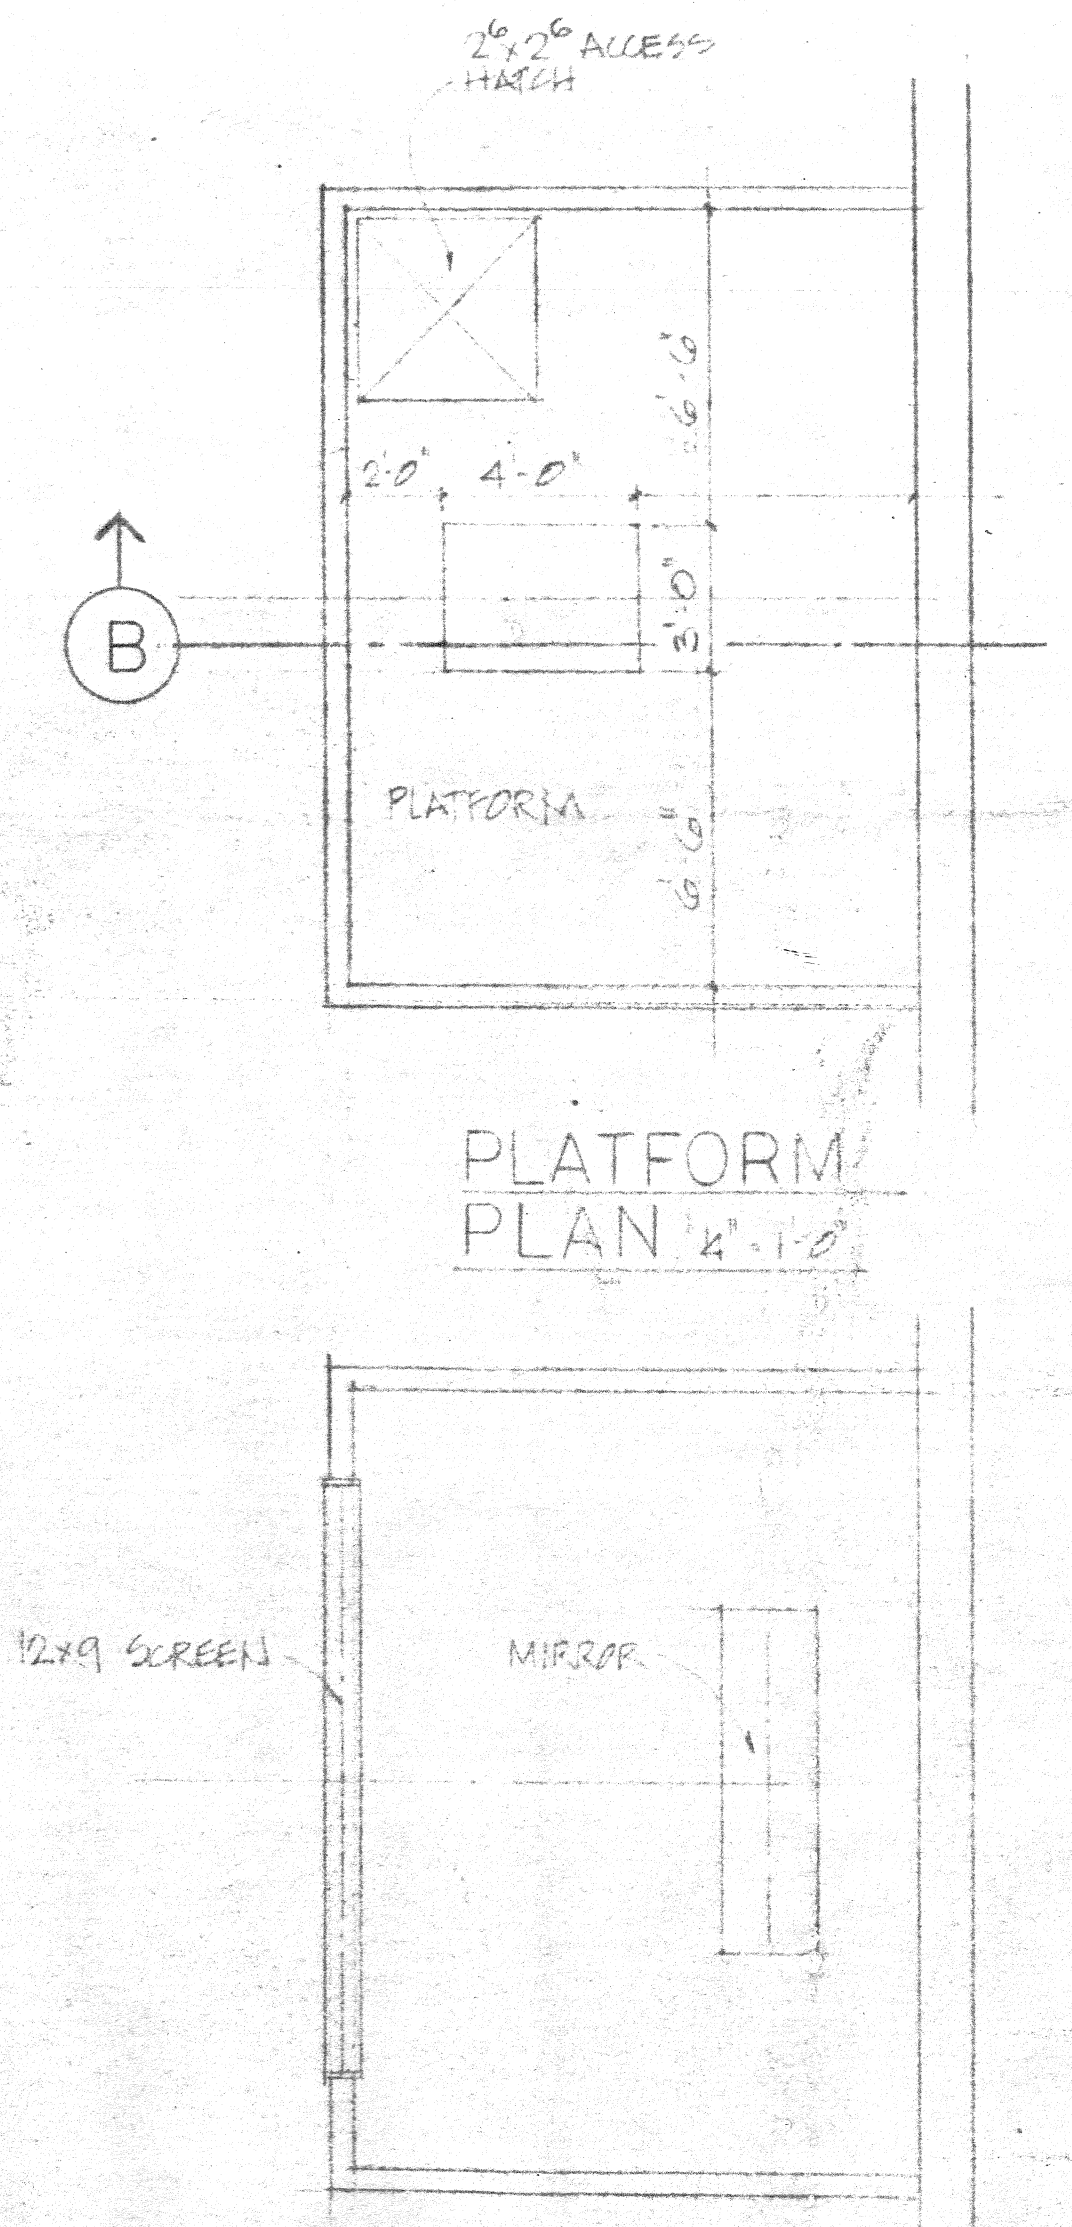 2⁶x2⁶ ACCESS
HATCH
6'-6"
2'-0" 4'-0"
3'-0"
B
PLATFORM
6'-6"
PLATFORM
PLAN 1/4"=1'-0"
12x9 SCREEN
MIRROR